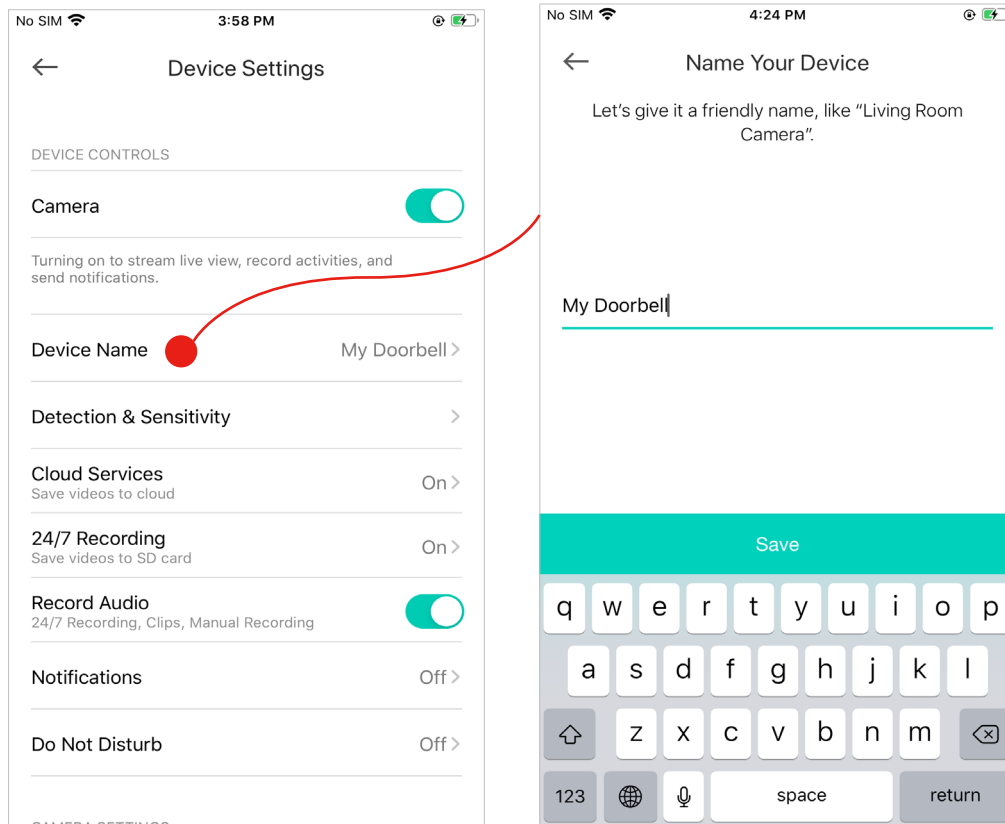 No SIM 3:58 PM
Device Settings
DEVICE CONTROLS
Camera
Turning on to stream live view, record activities, and
send notifications.
Device Name My Doorbell
Detection & Sensitivity
Cloud Services On
Save videos to cloud
24/7 Recording On
Save videos to SD card
Record Audio
24/7 Recording, Clips, Manual Recording
Notifications Off
Do Not Disturb Off
CAMERA SETTINGS
No SIM 4:24 PM
Name Your Device
Let's give it a friendly name, like “Living Room
Camera”.
My Doorbell
Save
q w e r t y u i o p
a s d f g h j k l
z x c v b n m
123 space return